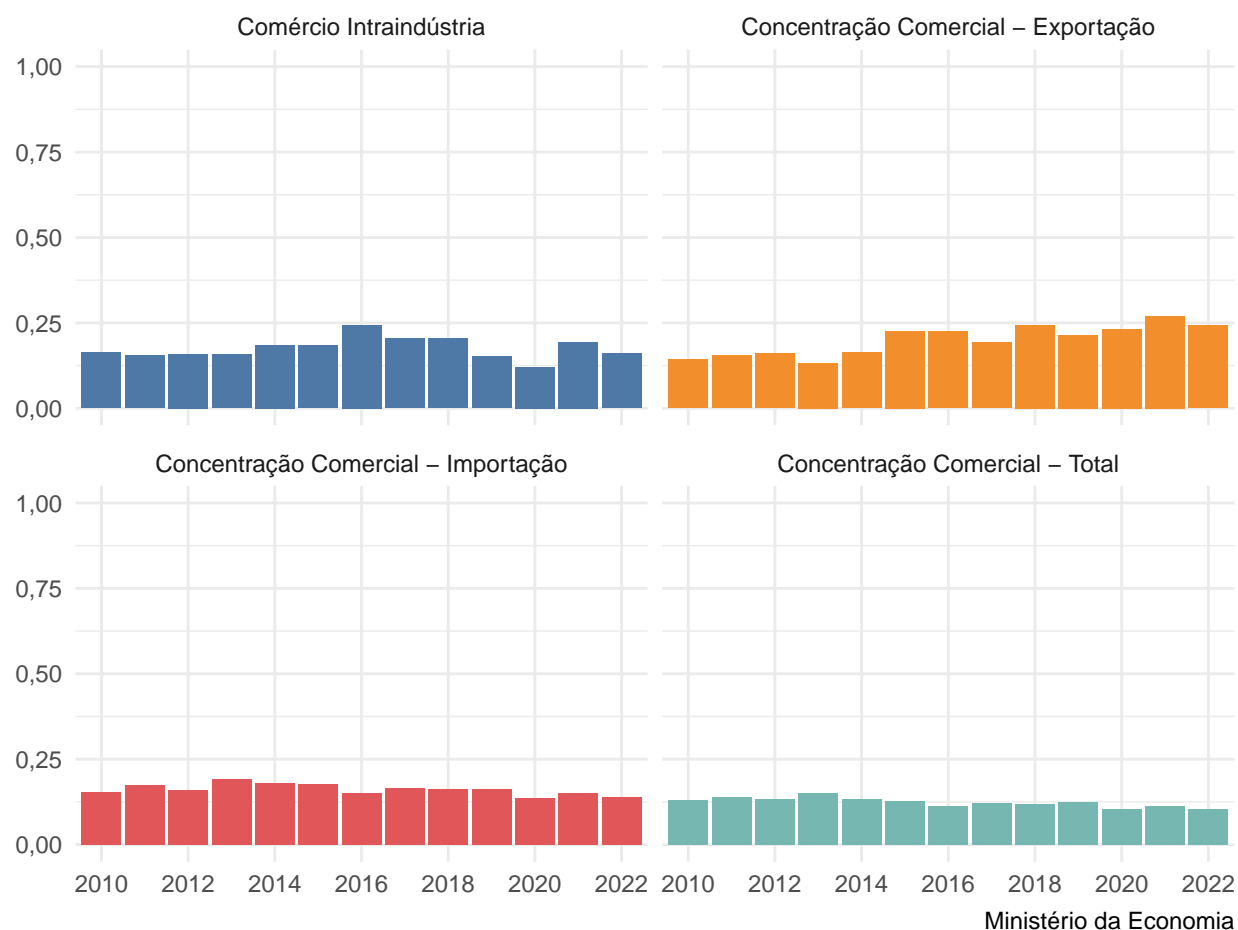 Comércio Intraindústria
Concentração Comercial – Exportação
1,00
0,75
0,50
0,25
0,00
Concentração Comercial – Importação
Concentração Comercial – Total
1,00
0,75
0,50
0,25
0,00
2010 2012 2014 2016 2018 2020 2022
2010 2012 2014 2016 2018 2020 2022
Ministério da Economia